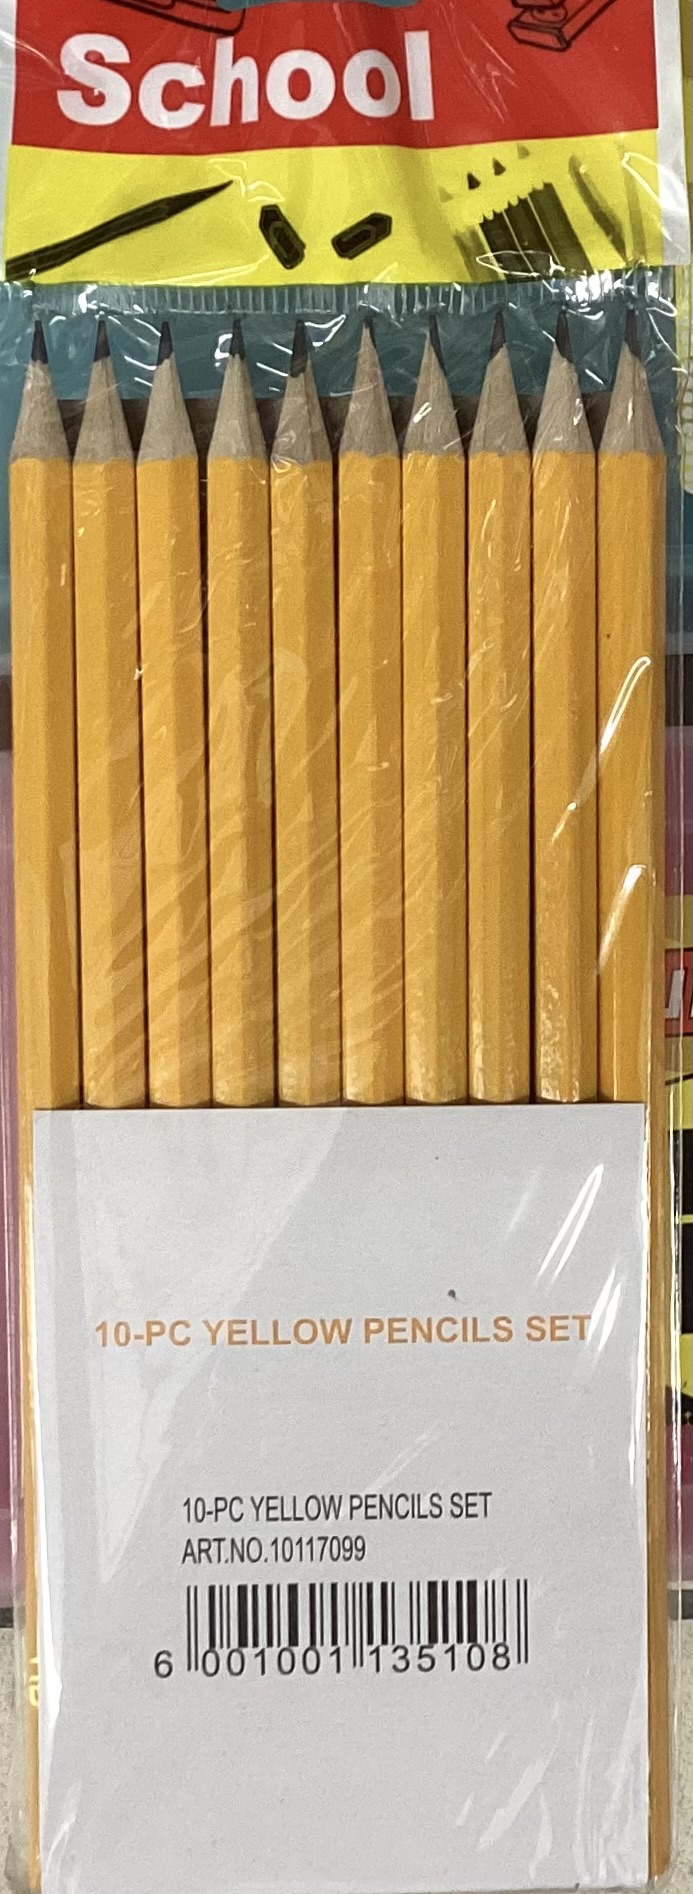 School
10-PC YELLOW PENCILS SET
10-PC YELLOW PENCILS SET
ART.NO.10117099
6 001001 135108